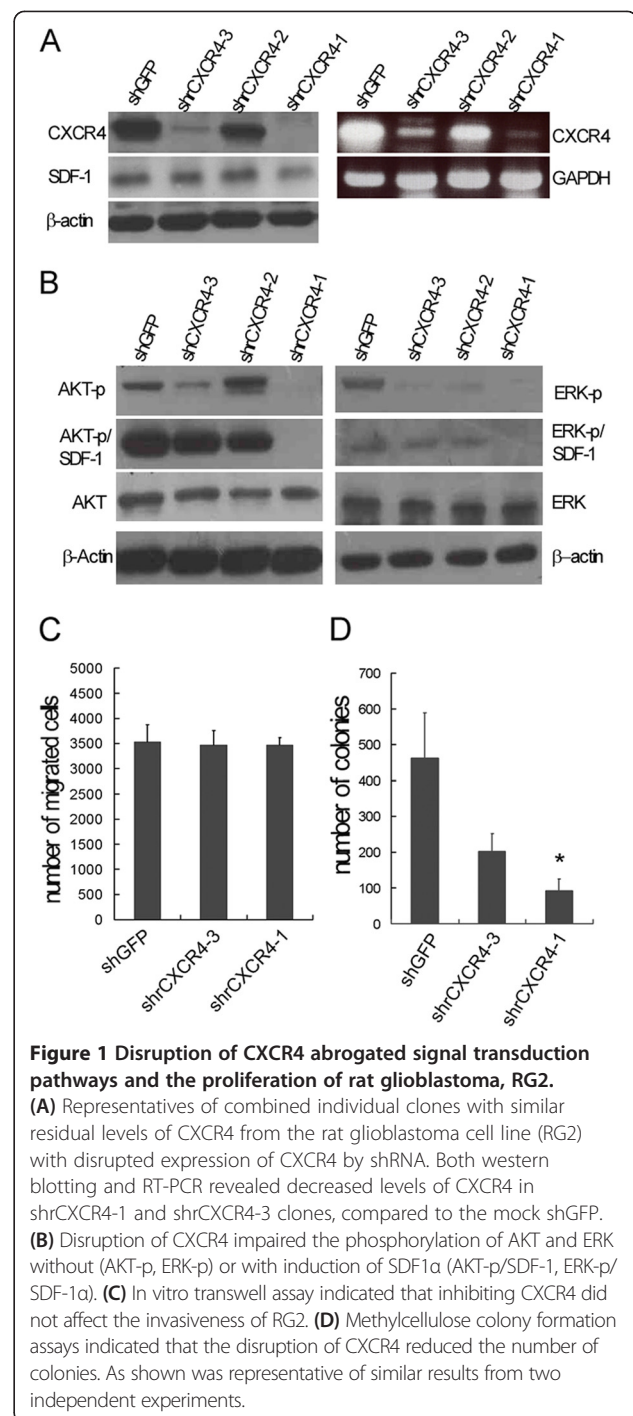 A
shGFP
shrCXCR4-3
shrCXCR4-2
shrCXCR4-1
CXCR4
SDF-1
β-actin
shGFP
shrCXCR4-3
shrCXCR4-2
shrCXCR4-1
CXCR4
GAPDH
B
shGFP
shCXCR4-3
shrCXCR4-2
shrCXCR4-1
AKT-p
AKT-p/
SDF-1
AKT
β-Actin
shGFP
shrCXCR4-3
shrCXCR4-2
shrCXCR4-1
ERK-p
ERK-p/
SDF-1
ERK
β-actin
C
number of migrated cells
5000
4500
4000
3500
3000
2500
2000
1500
1000
500
0
shGFP
shrCXCR4-3
shrCXCR4-1
D
number of colonies
700
600
500
400
300
200
100
0
*
shGFP
shrCXCR4-3
shrCXCR4-1
Figure 1 Disruption of CXCR4 abrogated signal transduction
pathways and the proliferation of rat glioblastoma, RG2.
(A) Representatives of combined individual clones with similar
residual levels of CXCR4 from the rat glioblastoma cell line (RG2)
with disrupted expression of CXCR4 by shRNA. Both western
blotting and RT-PCR revealed decreased levels of CXCR4 in
shrCXCR4-1 and shrCXCR4-3 clones, compared to the mock shGFP.
(B) Disruption of CXCR4 impaired the phosphorylation of AKT and ERK
without (AKT-p, ERK-p) or with induction of SDF1α (AKT-p/SDF-1, ERK-p/
SDF-1α). (C) In vitro transwell assay indicated that inhibiting CXCR4 did
not affect the invasiveness of RG2. (D) Methylcellulose colony formation
assays indicated that the disruption of CXCR4 reduced the number of
colonies. As shown was representative of similar results from two
independent experiments.